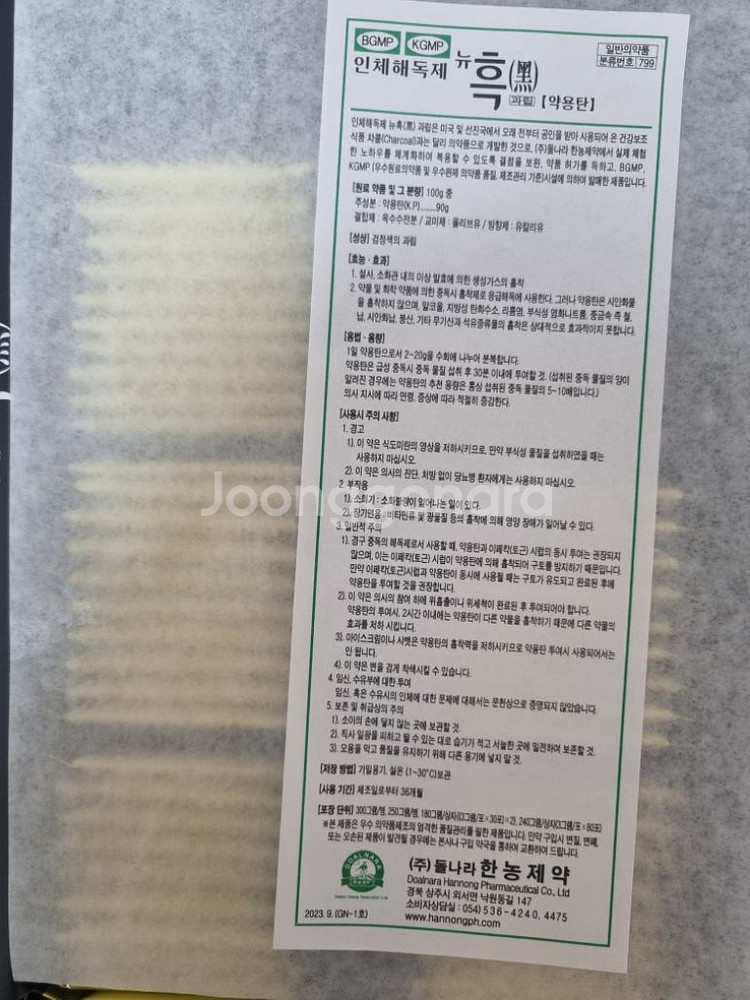 BGMP KGMP
일반의약품
분류번호 799
인체해독제 뉴 흑(黑) 과립 【약용탄】
인체해독제 뉴흑(黑) 과립은 미국 및 선진국에서 오래 전부터 공인을 받아 사용되어 온 건강보조
식품 차콜(Charcoal)과는 달리 의약품으로 개발한 것으로, (주)돌나라 한농제약에서 실제 체험
한 노하우를 체계화하여 복용할 수 있도록 결점을 보완, 약품 허가를 득하고, BGMP,
KGMP (우수원료의약품 및 우수완제 의약품 품질, 제조관리 기준)시설에 의하여 발매한 제품입니다.
[원료 약품 및 그 분량] 100g 중
주성분 : 약용탄(K.P)........90g
결합제 : 옥수수전분 / 교미제 : 올리브유 / 방향제 : 유칼리유
[성상] 검정색의 과립
[효능 · 효과]
1. 설사, 소화관 내의 이상 발효에 의한 생성가스의 흡착
2. 약물 및 화학 약품에 의한 중독시 흡착제로 응급해독에 사용한다. 그러나 약용탄은 시안화물
을 흡착하지 않으며, 알코올, 지방성 탄화수소, 리튬염, 부식성 염화나트륨, 중금속 즉 철,
납, 시안화납, 붕산, 기타 무기산과 석유증류물의 흡착은 상대적으로 효과적이지 못합니다.
[용법 · 용량]
1일 약용탄으로서 2~20g을 수회에 나누어 분복합니다.
약용탄은 급성 중독시 중독 물질 섭취 후 30분 이내에 투여할 것. (섭취된 중독 물질의 양이
알려진 경우에는 약용탄의 추천 용량은 통상 섭취된 중독 물질의 5~10배입니다.)
의사 지시에 따라 연령, 증상에 따라 적절히 증감한다.
[사용시 주의 사항]
1. 경고
1). 이 약은 식도미란의 영상을 저하시키므로, 만약 부식성 물질을 섭취하였을 때는
사용하지 마십시오.
2). 이 약은 의사의 진단, 처방 없이 당뇨병 환자에게는 사용하지 마십시오.
2. 부작용
1). 소화기 : 소화불량이 일어나는 일이 있다.
2). 장기연용 : 비타민류 및 광물질 등의 흡착에 의해 영양 장애가 일어날 수 있다.
3. 일반적 주의
1). 경구 중독의 해독제로서 사용할 때, 약용탄과 이페칵(토근) 시럽의 동시 투여는 권장되지
않으며, 이는 이페칵(토근) 시럽이 약용탄에 의해 흡착되어 구토를 방지하기 때문입니다.
만약 이페칵(토근)시럽과 약용탄이 동시에 사용될 때는 구토가 유도되고 완료된 후에
약용탄을 투여할 것을 권장합니다.
2). 이 약은 의사의 참여 하에 위흡출이나 위세척이 완료된 후 투여되어야 합니다.
약용탄의 투여시, 2시간 이내에는 약용탄이 다른 약물을 흡착하기 때문에 다른 약물의
효과를 저하 시킵니다.
3). 아이스크림이나 샤벳은 약용탄의 흡착력을 저하시키므로 약용탄 투여시 사용되어서는
안 됩니다.
4). 이 약은 변을 검게 착색시킬 수 있습니다.
4. 임신, 수유부에 대한 투여
임신, 혹은 수유시의 인체에 대한 문제에 대해서는 문헌상으로 증명되지 않았습니다.
5. 보존 및 취급상의 주의
1). 소아의 손에 닿지 않는 곳에 보관할 것.
2). 직사 일광을 피하고 될 수 있는 대로 습기가 적고 서늘한 곳에 밀전하여 보존할 것.
3). 오용을 막고 품질을 유지하기 위해 다른 용기에 넣지 말 것.
[저장 방법] 기밀용기, 실온 (1~30℃)보관
[사용 기간] 제조일로부터 36개월
[포장 단위] 300그램/병, 250그램/병, 180그램/상자(3그램/포×30포)×2), 240그램/상자(3그램/포×80포)
※본 제품은 우수 의약품제조의 엄격한 품질관리를 필한 제품입니다. 만약 구입시 변질, 변패,
또는 오손된 제품이 발견될 경우에는 본사나 구입 약국을 통하여 교환하여 드립니다.
DOALNARA
(주) 돌나라 한농제약
Doalnara Hannong Pharmaceutical Co., Ltd
경북 상주시 외서면 낙원동길 147
소비자상담실 : 054) 536-4240, 4475
www.hannongph.com
2023. 9. (GN-1호)
Joonggonara